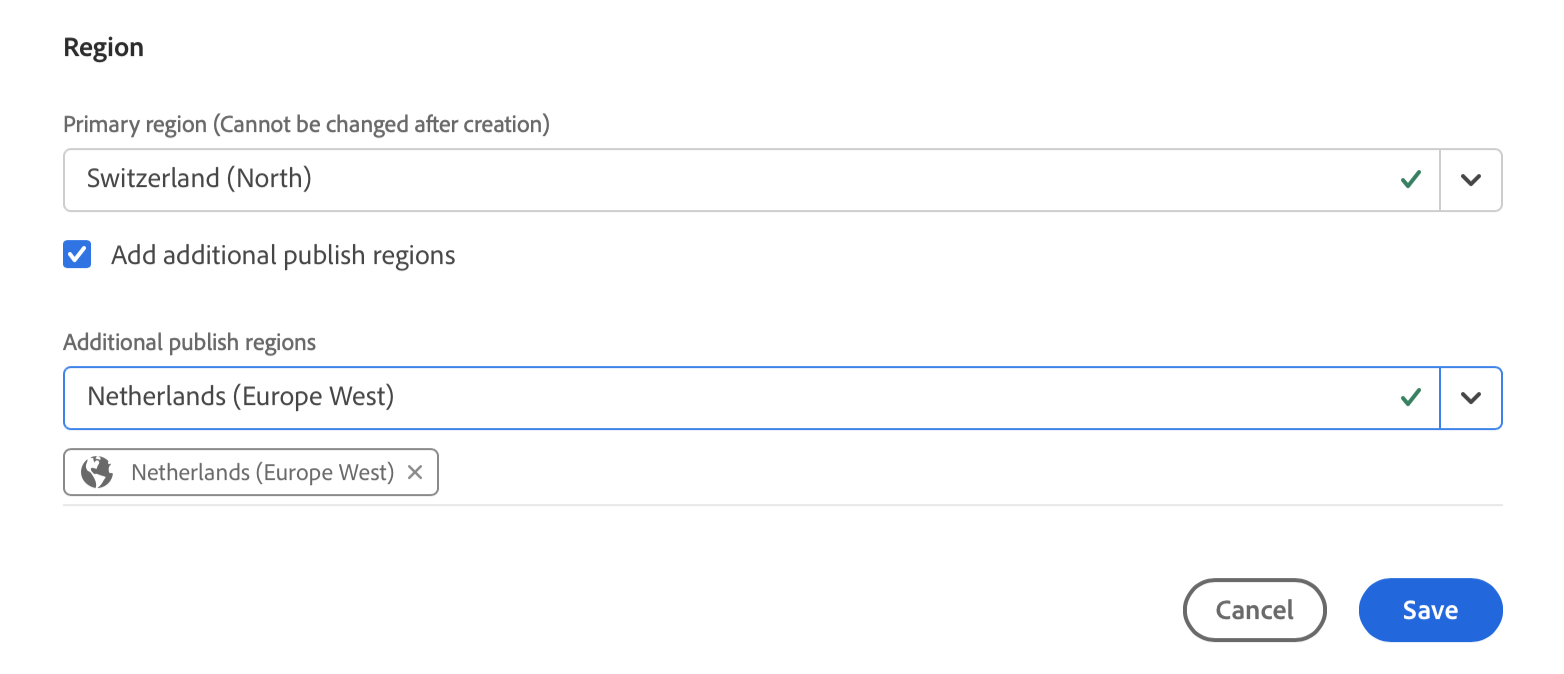 Region
Primary region (Cannot be changed after creation)
Switzerland (North)
Add additional publish regions
Additional publish regions
Netherlands (Europe West)
Netherlands (Europe West)
Cancel Save